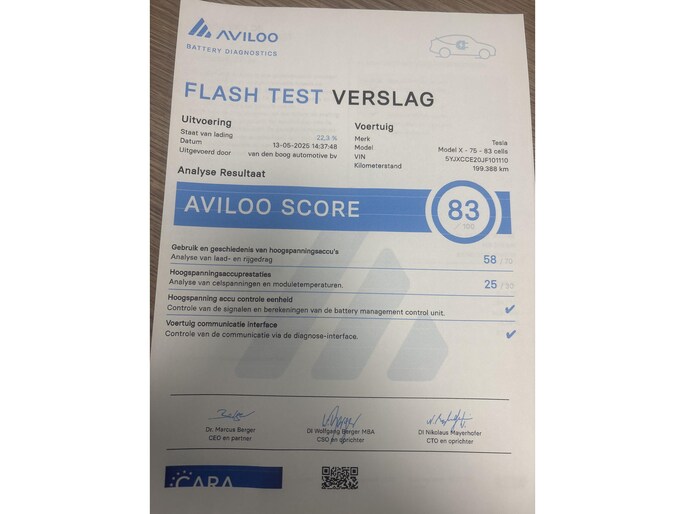 AVILOO
BATTERY DIAGNOSTICS
FLASH TEST VERSLAG
Uitvoering
Staat van lading 22,3 %
Datum 13-05-2025 14:37:48
Uitgevoerd door van den boog automotive bv
Voertuig
Merk Tesla
Model Model X - 75 - 83 cells
VIN 5YJXCCE20JF101110
Kilometerstand 199.388 km
Analyse Resultaat
AVILOO SCORE 83 / 100
Gebruik en geschiedenis van hoogspanningsaccu's
Analyse van laad- en rijgedrag 58 / 70
Hoogspanningsaccuprestaties
Analyse van celspanningen en moduletemperaturen. 25 / 30
Hoogspanning accu controle eenheid
Controle van de signalen en berekeningen van de battery management control unit.
Voertuig communicatie interface
Controle van de communicatie via de diagnose-interface.
Dr. Marcus Berger
CEO en partner
DI Wolfgang Berger MBA
CSO en oprichter
DI Nikolaus Mayerhofer
CTO en oprichter
CARA